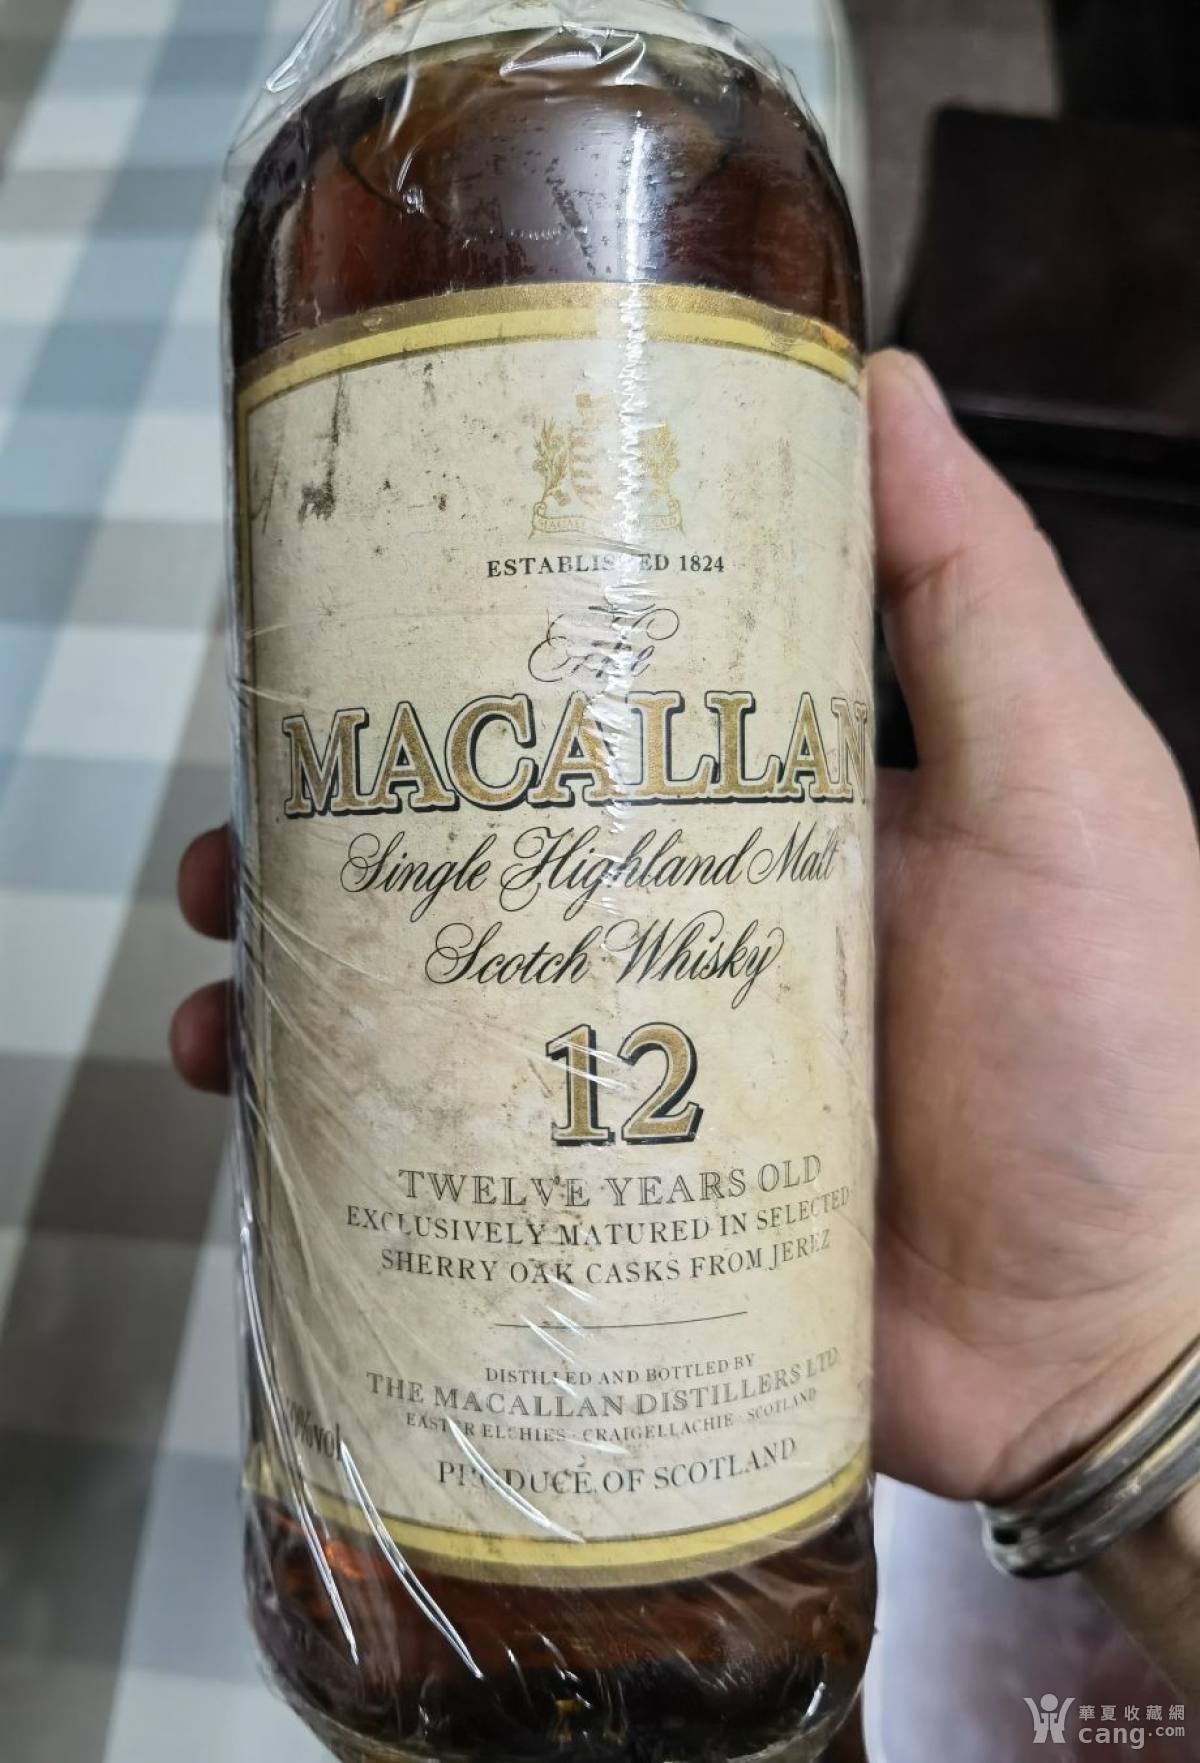 ESTABLISHED 1824
The
MACALLAN
Single Highland Malt
Scotch Whisky
12
TWELVE YEARS OLD
EXCLUSIVELY MATURED IN SELECTED
SHERRY OAK CASKS FROM JEREZ
DISTILLED AND BOTTLED BY
THE MACALLAN DISTILLERS LTD
EASTER ELCHIES · CRAIGELLACHIE · SCOTLAND
%vol
PRODUCE OF SCOTLAND
華夏收藏網
cang.com